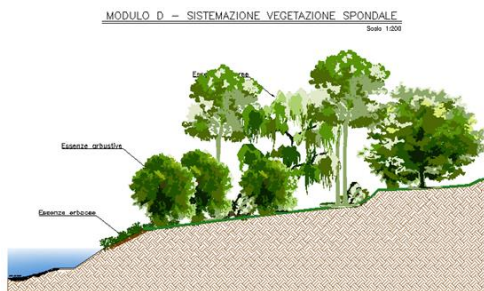 MODULO D – SISTEMAZIONE VEGETAZIONE SPONDALE
Scala 1:200
Essenze arbustive
Essenze erbacee